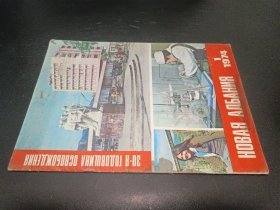 НОВАЯ АЛБАНИЯ
1
1974
30-Я ГОДОВЩИНА ОСВОБОЖДЕНИЯ